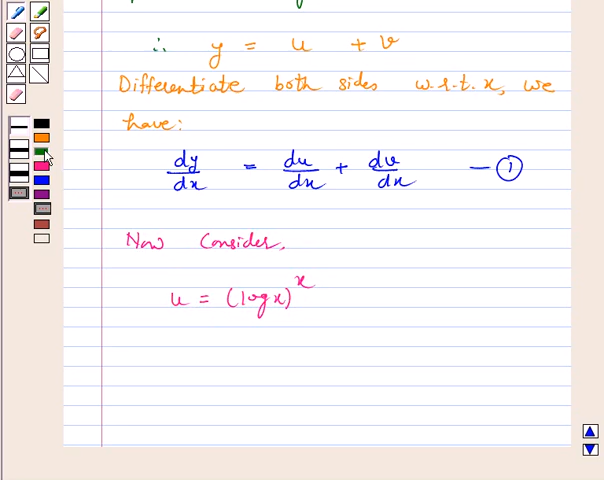 ∴ y = u + v
Differentiate both sides w.r.t. x, we
have:
dy/dx = du/dx + dv/dx — ①
Now Consider,
u = (log x)^x